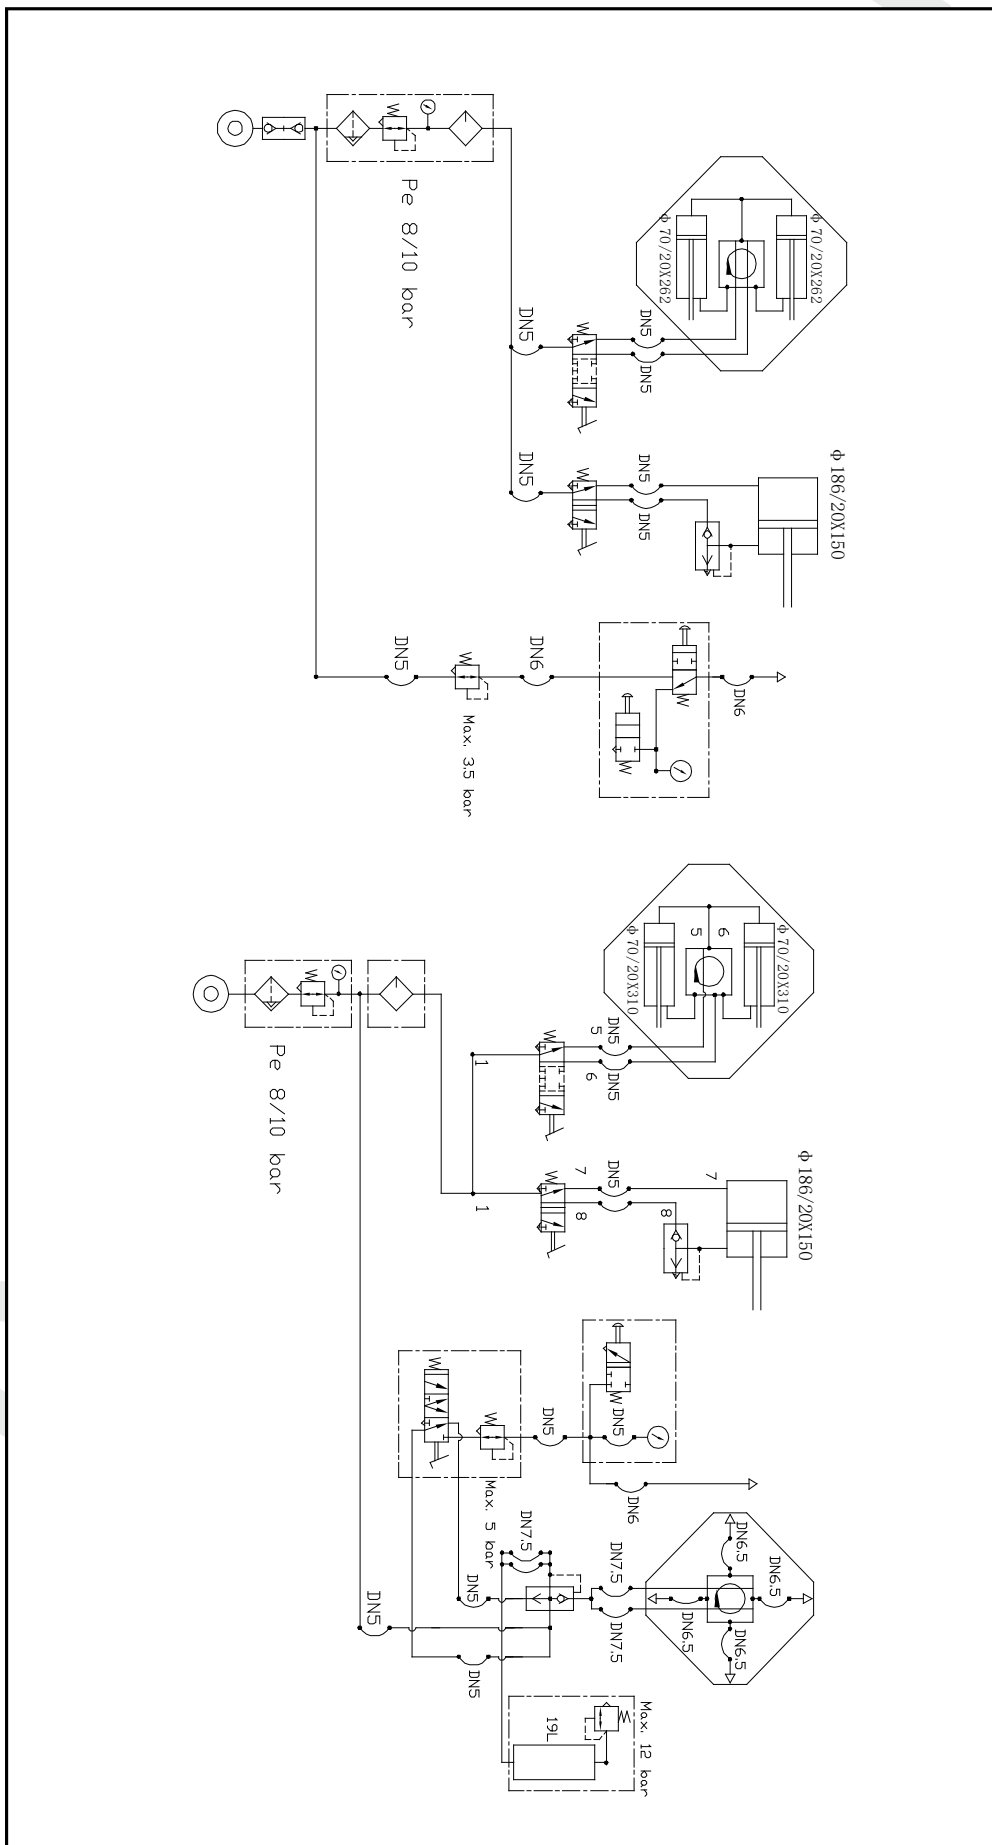 Pe 8/10 bar
DN5
DN5
DN5
φ 70/20X262
φ 70/20X262
DN5
DN5
DN5
φ 186/20X150
DN5
Max. 3.5 bar
DN6
DN6
Pe 8/10 bar
1
5
6
DN5
DN5
5
6
φ 70/20X310
φ 70/20X310
1
7
8
DN5
7
8
φ 186/20X150
Max. 5 bar
DN5
DN5
DN6
DN7.5
DN5
DN5
DN5
DN7.5
DN7.5
DN6.5
DN6.5
DN6.5
DN6.5
19L
Max. 12 bar